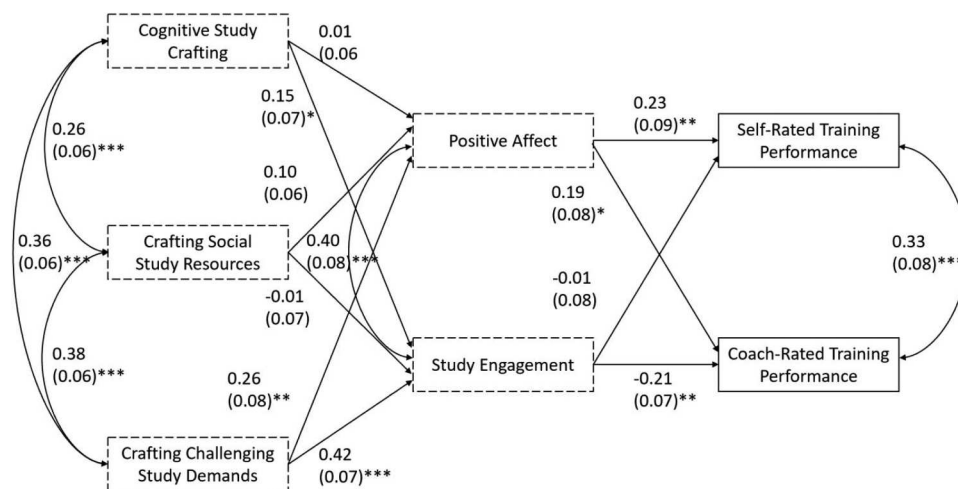 Cognitive Study
Crafting
0.01
(0.06
0.15
(0.07)*
0.23
(0.09)**
Positive Affect
Self-Rated Training
Performance
0.26
(0.06)***
0.10
(0.06)
0.19
(0.08)*
0.36
(0.06)***
Crafting Social
Study Resources
0.40
(0.08)***
0.33
(0.08)***
-0.01
(0.07)
-0.01
(0.08)
0.38
(0.06)***
0.26
(0.08)**
Study Engagement
Coach-Rated Training
Performance
-0.21
(0.07)**
Crafting Challenging
Study Demands
0.42
(0.07)***